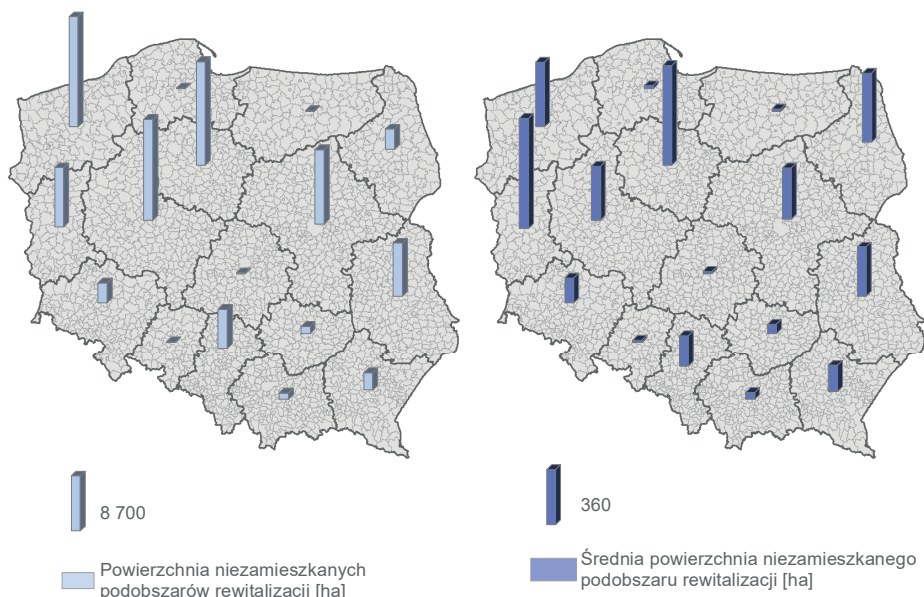 8 700
Powierzchnia niezamieszkanych
podobszarów rewitalizacji [ha]
360
Średnia powierzchnia niezamieszkanego
podobszaru rewitalizacji [ha]